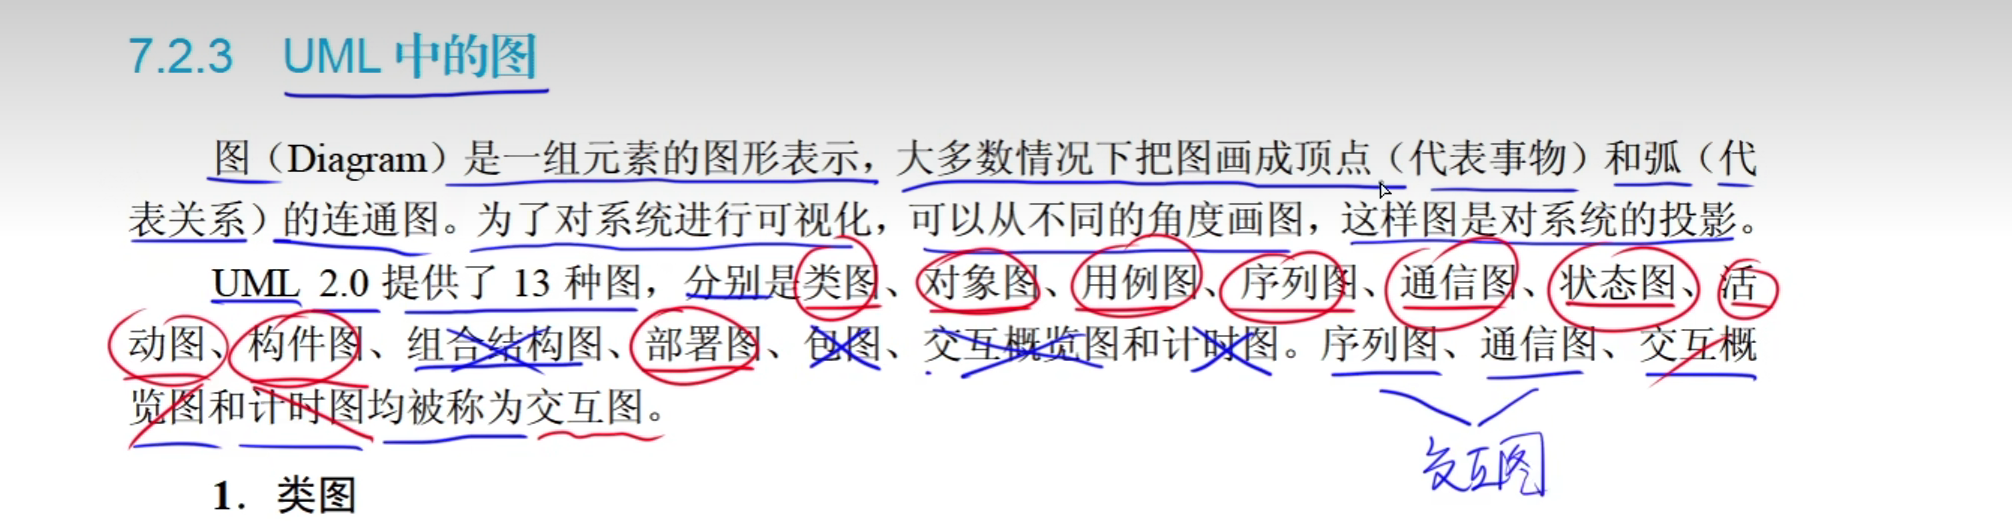 7.2.3 UML 中的图
图（Diagram）是一组元素的图形表示，大多数情况下把图画成顶点（代表事物）和弧（代
表关系）的连通图。为了对系统进行可视化，可以从不同的角度画图，这样图是对系统的投影。
UML 2.0 提供了 13 种图，分别是类图、对象图、用例图、序列图、通信图、状态图、活
动图、构件图、组合结构图、部署图、包图、交互概览图和计时图。序列图、通信图、交互概
览图和计时图均被称为交互图。
交互图
1. 类图